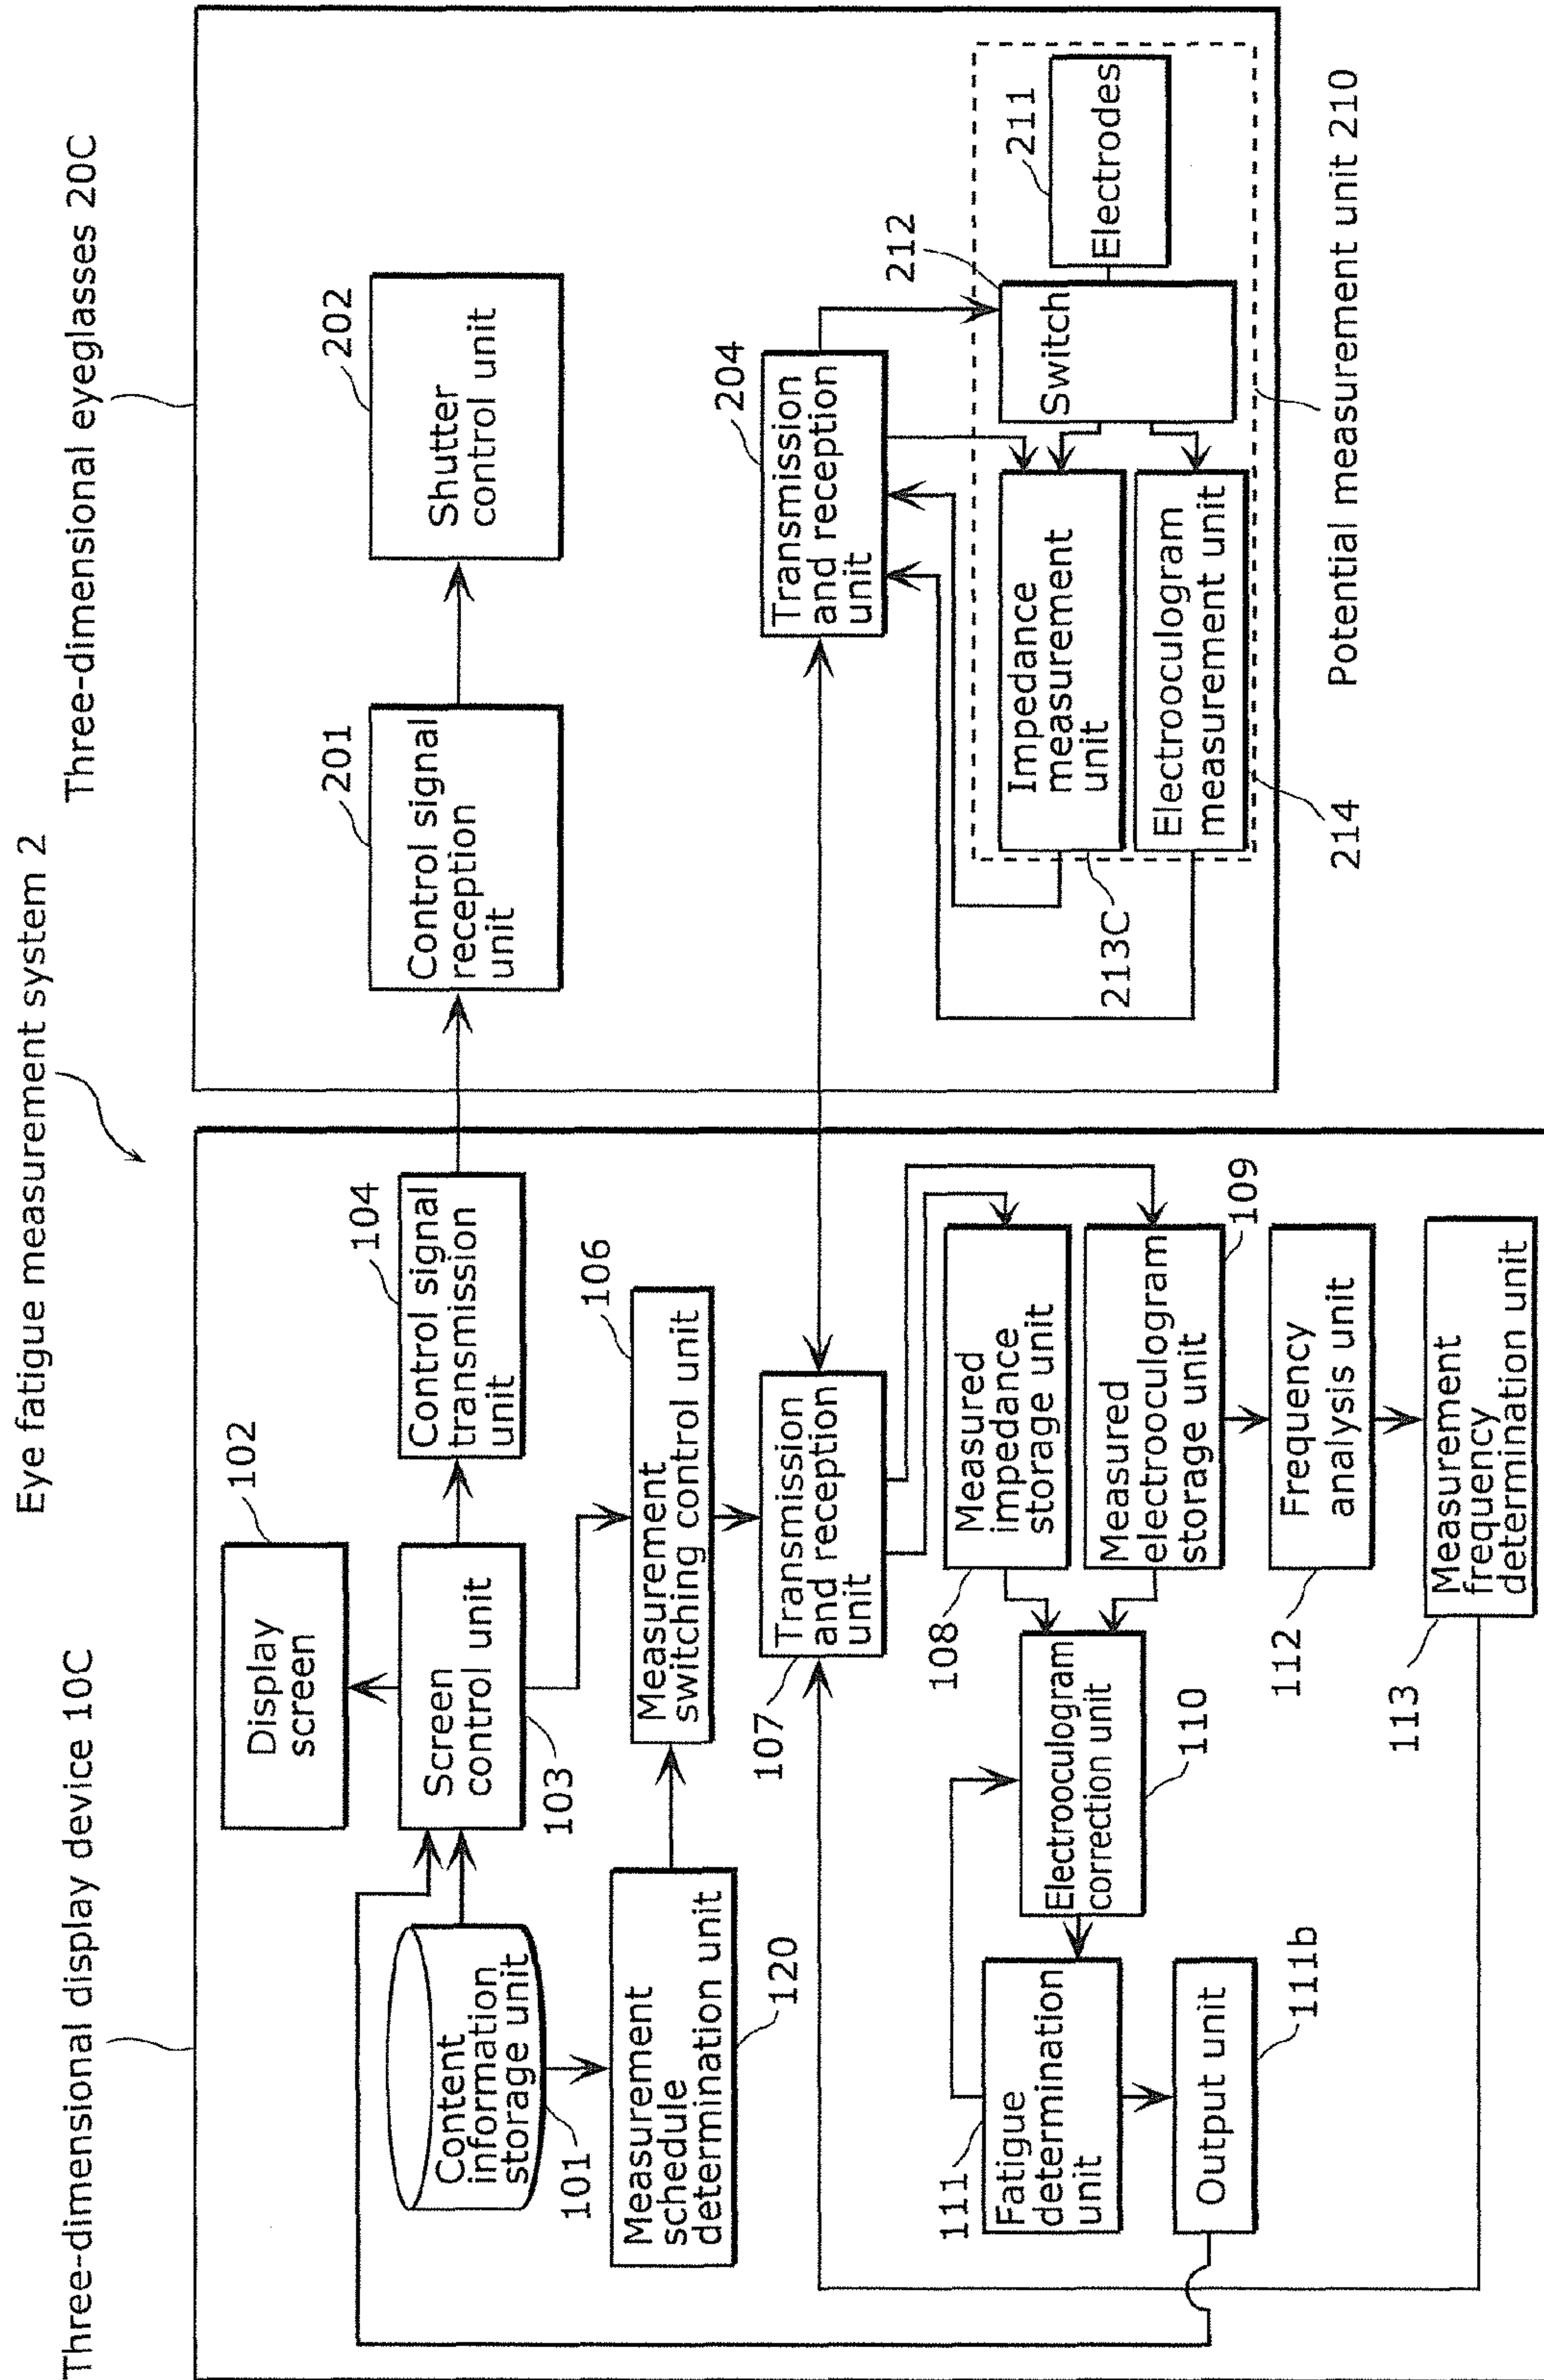 Eye fatigue measurement system 2
Three-dimensional display device 10C
Three-dimensional eyeglasses 20C
102
Display
screen
104
Control signal
transmission
unit
Screen
control unit
103
Content
information
storage unit
101
Measurement
schedule
determination unit
120
106
Measurement
switching control unit
107
Transmission
and reception
unit
108
Measured
impedance
storage unit
Measured
electrooculogram
storage unit
109
Electrooculogram
correction unit
110
111
Fatigue
determination
unit
Output unit
111b
Frequency
analysis unit
112
Measurement
frequency
determination unit
113
201
Control signal
reception
unit
202
Shutter
control unit
204
Transmission
and reception
unit
212
Switch
211
Electrodes
Impedance
measurement
unit
213C
Electrooculogram
measurement unit
214
Potential measurement unit 210